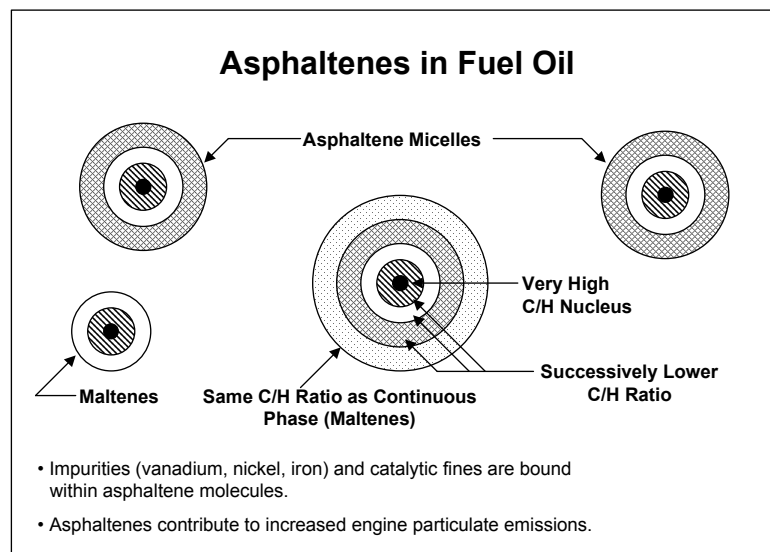 Asphaltenes in Fuel Oil
Asphaltene Micelles
Very High
C/H Nucleus
Maltenes
Same C/H Ratio as Continuous
Phase (Maltenes)
Successively Lower
C/H Ratio
• Impurities (vanadium, nickel, iron) and catalytic fines are bound
within asphaltene molecules.
• Asphaltenes contribute to increased engine particulate emissions.